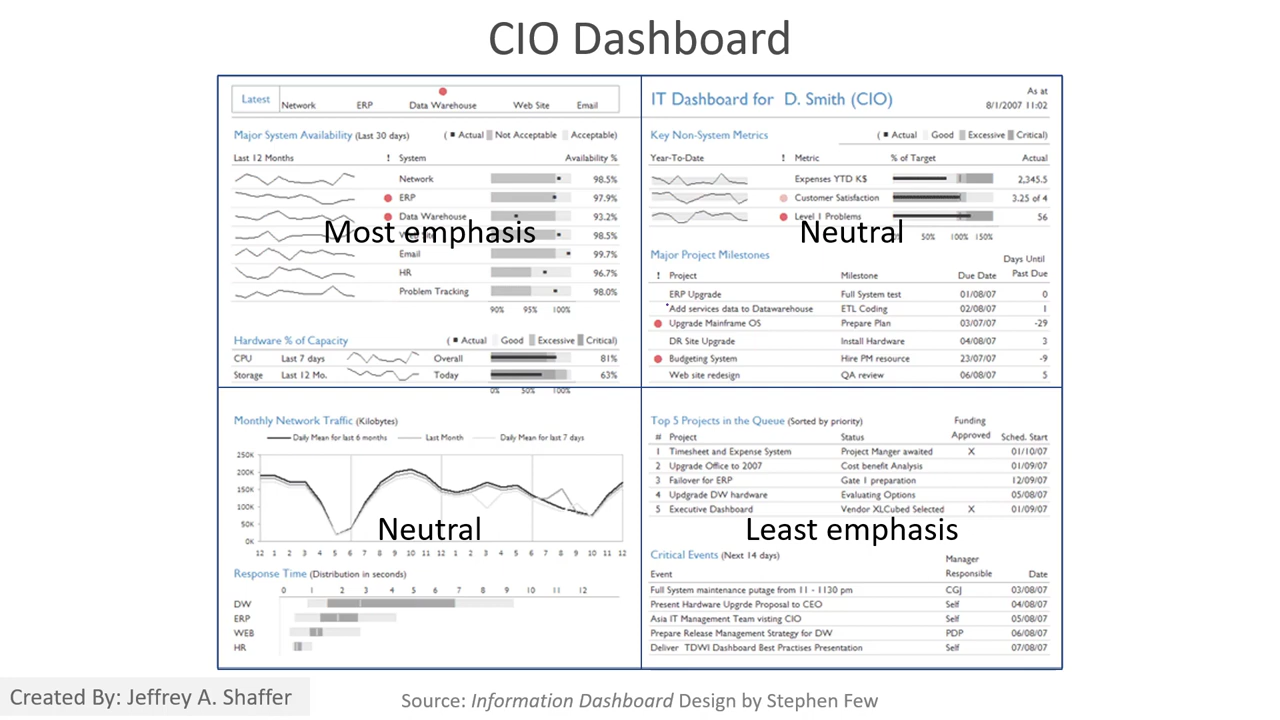 CIO Dashboard
Latest Network ERP Data Warehouse Web Site Email
Major System Availability (Last 30 days) ( Actual Not Acceptable Acceptable)
Last 12 Months ! System Availability %
Network 98.5%
ERP 97.9%
Data Warehouse 93.2%
98.5%
Most emphasis
Email 99.7%
HR 96.7%
Problem Tracking 98.0%
90% 95% 100%
Hardware % of Capacity ( Actual Good Excessive Critical)
CPU Last 7 days Overall 81%
Storage Last 12 Mo. Today 63%
0% 50% 100%
IT Dashboard for D. Smith (CIO) As at
8/1/2007 11:02
Key Non-System Metrics ( Actual Good Excessive Critical)
Year-To-Date ! Metric % of Target Actual
Expenses YTD K$ 2,345.5
Customer Satisfaction 3.25 of 4
Level 1 Problems 56
Neutral
50% 100% 150%
Major Project Milestones Days Until
! Project Milestone Due Date Past Due
ERP Upgrade Full System test 01/08/07 0
*Add services data to Datawarehouse ETL Coding 02/08/07 1
Upgrade Mainframe OS Prepare Plan 03/07/07 -29
DR Site Upgrade Install Hardware 04/08/07 3
Budgeting System Hire PM resource 23/07/07 -9
Web site redesign QA review 06/08/07 5
Monthly Network Traffic (Kilobytes)
Daily Mean for last 6 months Last Month Daily Mean for last 7 days
250K
200K
150K
100K
50K
0K
Neutral
12 1 2 3 4 5 6 7 8 9 10 11 12 1 2 3 4 5 6 7 8 9 10 11 12
Response Time (Distribution in seconds)
0 1 2 3 4 5 6 7 8 9 10 11 12
DW
ERP
WEB
HR
Top 5 Projects in the Queue (Sorted by priority) Funding
# Project Status Approved Sched. Start
1 Timesheet and Expense System Project Manger awaited X 01/10/07
2 Upgrade Office to 2007 Cost benefit Analysis 01/09/07
3 Failover for ERP Gate 1 preparation 12/09/07
4 Updgrade DW hardware Evaluating Options 05/08/07
5 Executive Dashboard Vendor XLCubed Selected X 01/09/07
Least emphasis
Critical Events (Next 14 days) Manager
Event Responsible Date
Full System maintenance putage from 11 - 1130 pm CGJ 03/08/07
Present Hardware Upgrde Proposal to CEO Self 04/08/07
Asia IT Management Team visting CIO Self 05/08/07
Prepare Release Management Strategy for DW PDP 06/08/07
Deliver TDWI Dashboard Best Practises Presentation Self 07/08/07
Created By: Jeffrey A. Shaffer
Source: Information Dashboard Design by Stephen Few